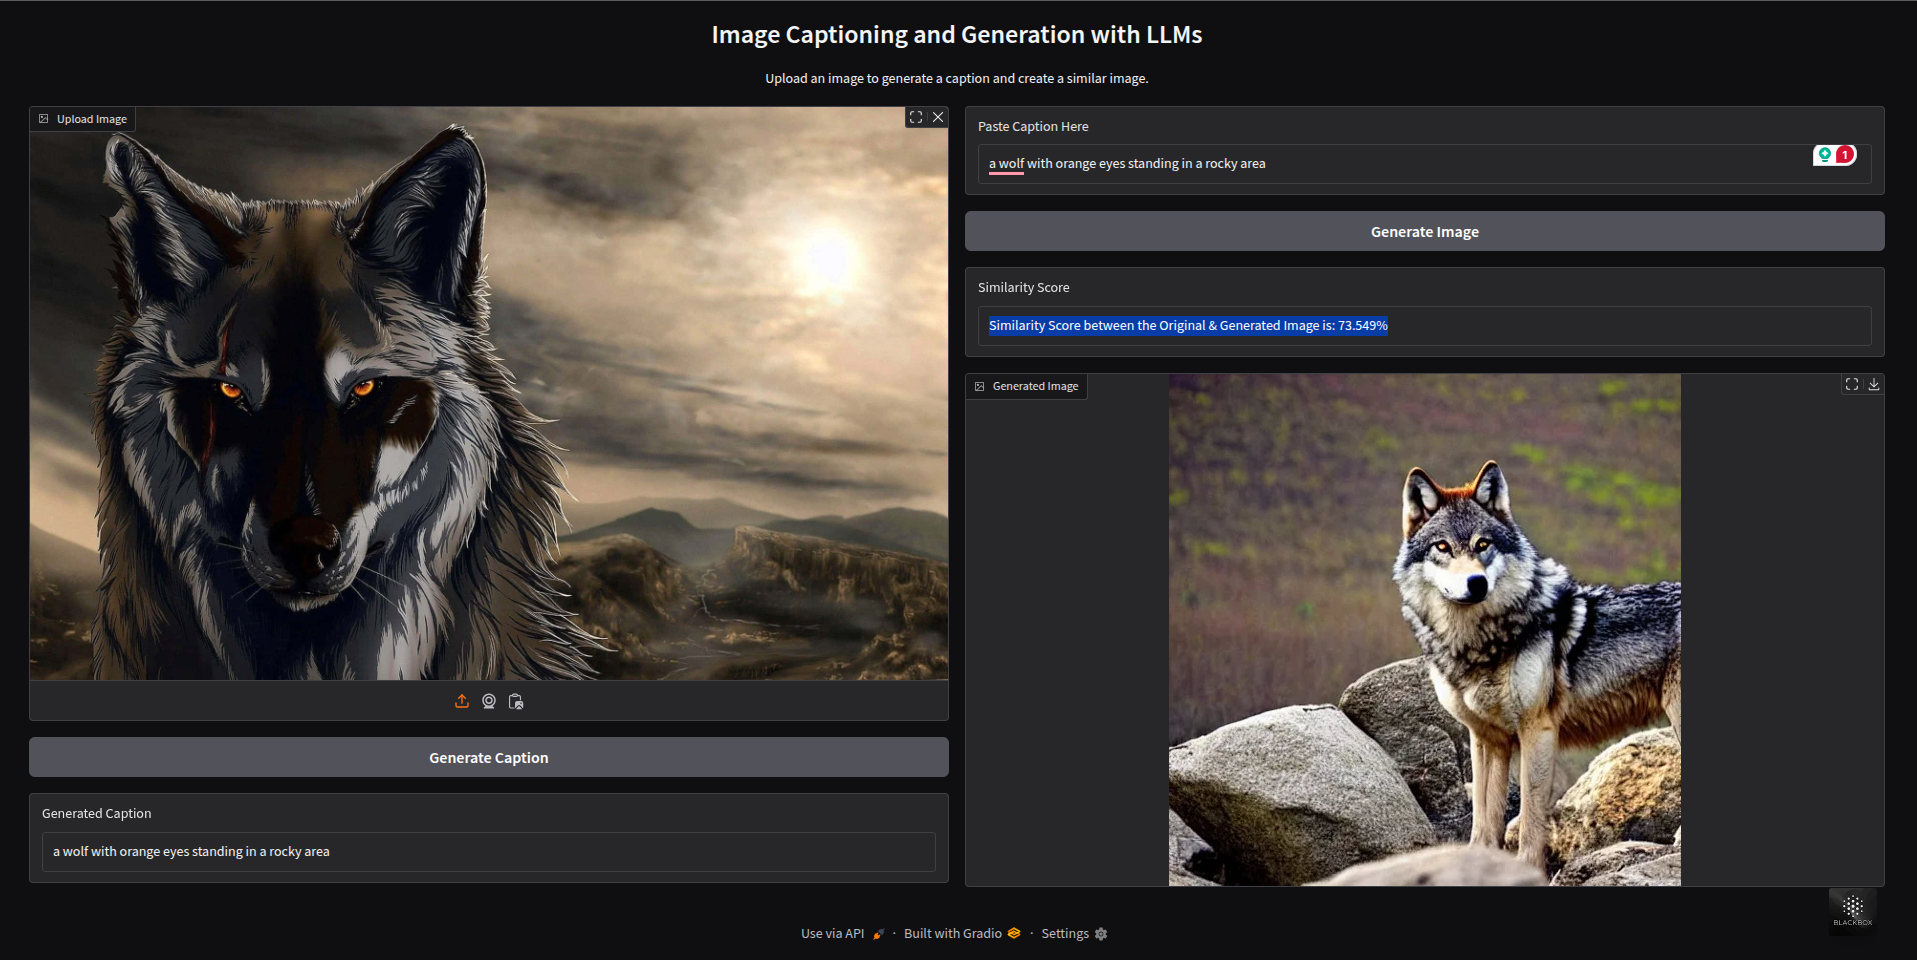 Image Captioning and Generation with LLMs
Upload an image to generate a caption and create a similar image.
Upload Image
Generate Caption
Generated Caption
a wolf with orange eyes standing in a rocky area
Paste Caption Here
a wolf with orange eyes standing in a rocky area
1
Generate Image
Similarity Score
Similarity Score between the Original & Generated Image is: 73.549%
Generated Image
BLACKBOX
Use via API · Built with Gradio · Settings